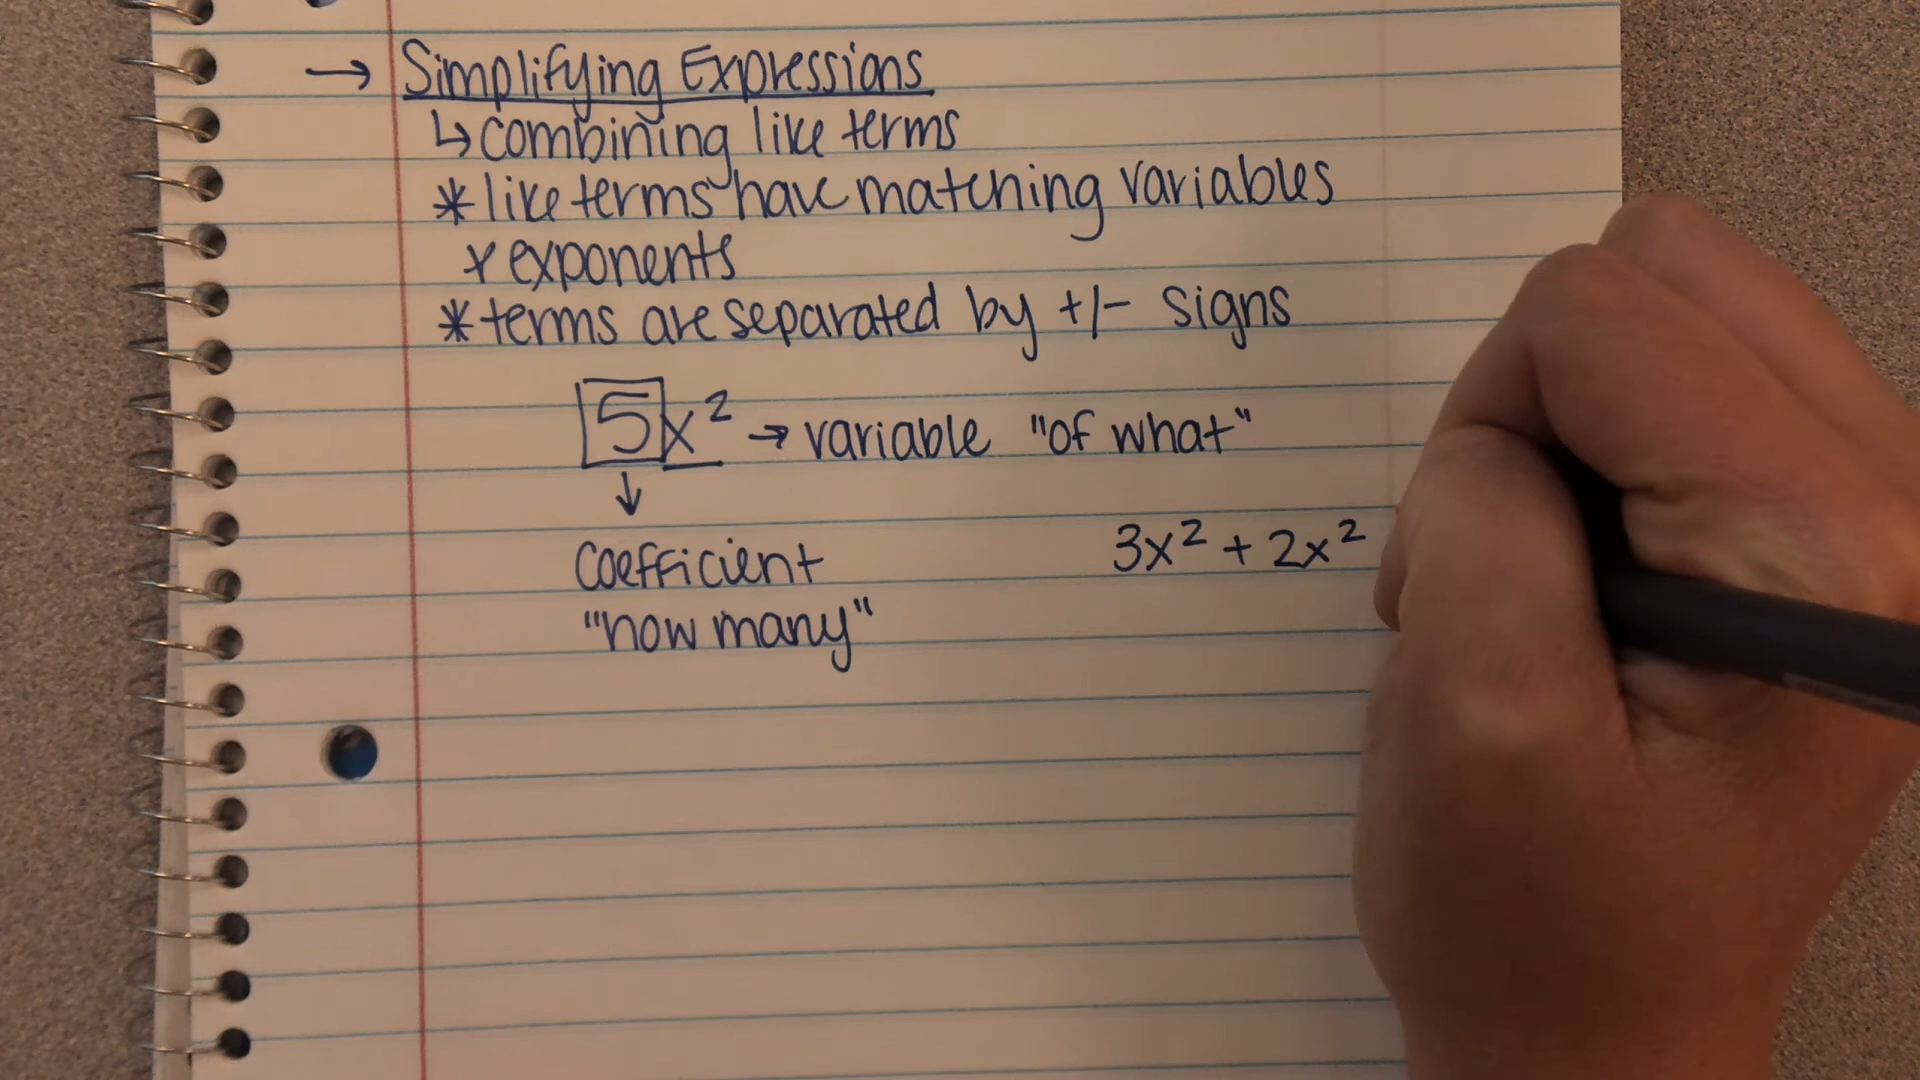 → Simplifying Expressions
↳ combining like terms
* like terms have matching variables
+ exponents
* terms are separated by +/- signs
5x² → variable "of what"
↓
Coefficient
3x² + 2x²
"how many"